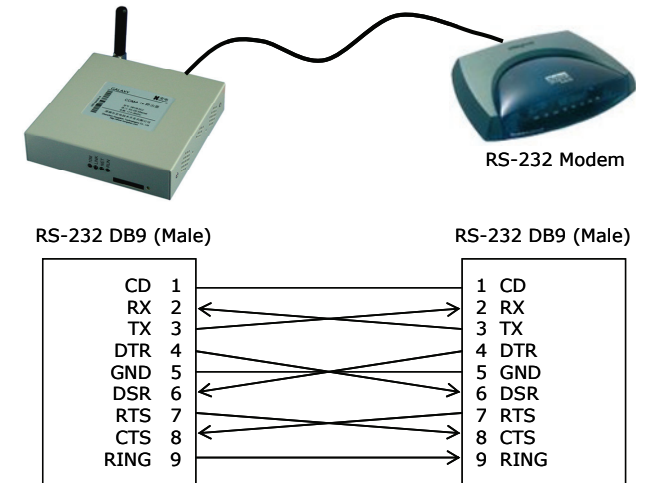 GALAXY
RS-232 Modem
RS-232 DB9 (Male)
RS-232 DB9 (Male)
CD 1
RX 2
TX 3
DTR 4
GND 5
DSR 6
RTS 7
CTS 8
RING 9
1 CD
2 RX
3 TX
4 DTR
5 GND
6 DSR
7 RTS
8 CTS
9 RING